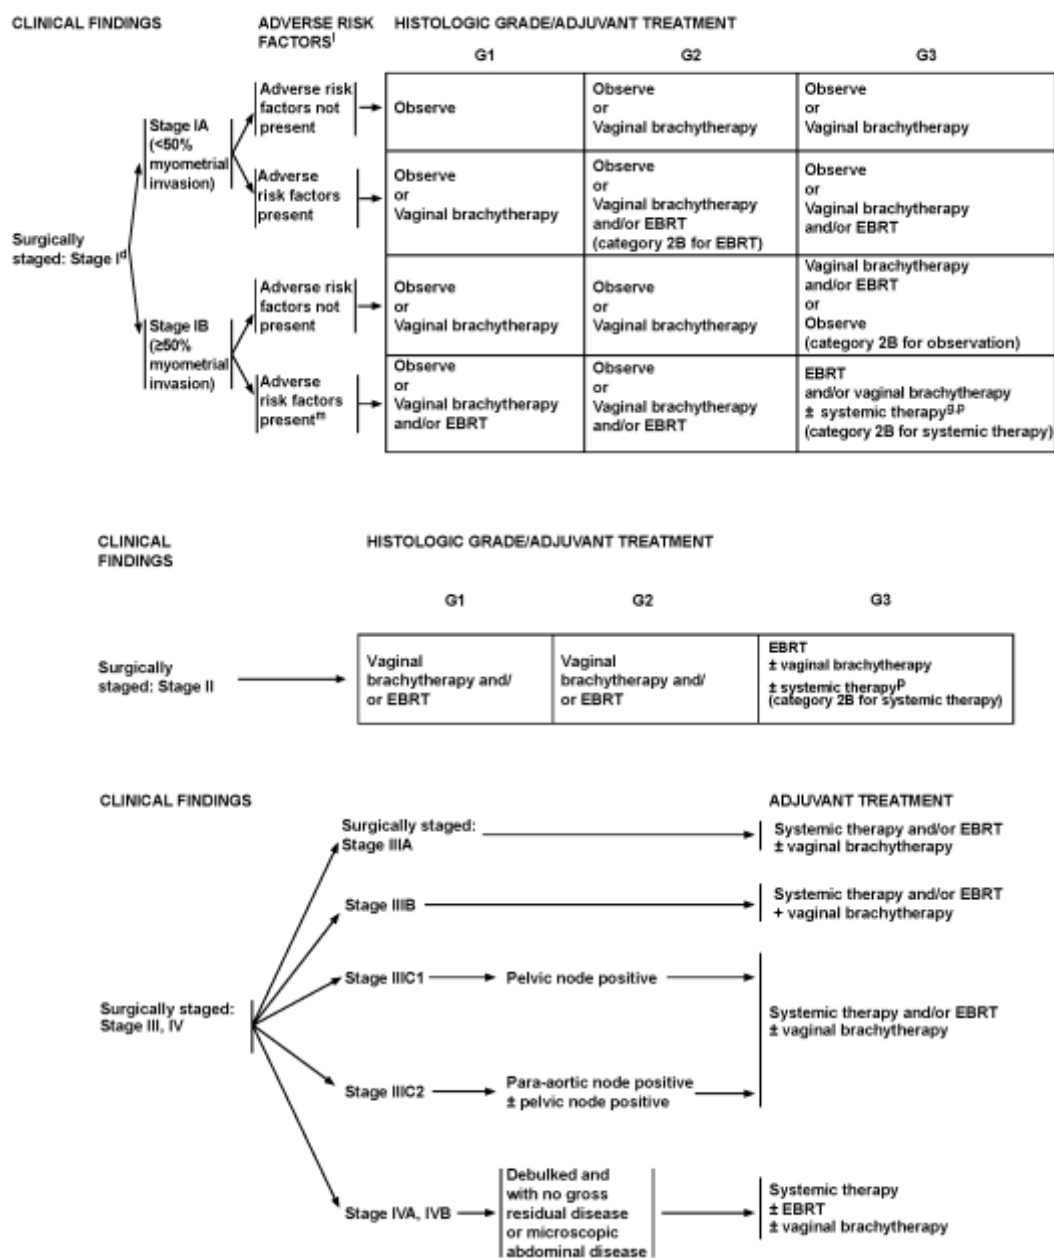 CLINICAL FINDINGS
ADVERSE RISK
FACTORSl
HISTOLOGIC GRADE/ADJUVANT TREATMENT
G1
G2
G3
Surgically
staged: Stage Id
Stage IA
(<50%
myometrial
invasion)
Adverse risk
factors not
present
Observe
Observe
or
Vaginal brachytherapy
Observe
or
Vaginal brachytherapy
Adverse
risk factors
present
Observe
or
Vaginal brachytherapy
Observe
or
Vaginal brachytherapy
and/or EBRT
(category 2B for EBRT)
Observe
or
Vaginal brachytherapy
and/or EBRT
Stage IB
(≥50%
myometrial
invasion)
Adverse risk
factors not
present
Observe
or
Vaginal brachytherapy
Observe
or
Vaginal brachytherapy
Vaginal brachytherapy
and/or EBRT
or
Observe
(category 2B for observation)
Adverse
risk factors
presentm
Observe
or
Vaginal brachytherapy
and/or EBRT
Observe
or
Vaginal brachytherapy
and/or EBRT
EBRT
and/or vaginal brachytherapy
± systemic therapyg,p
(category 2B for systemic therapy)
CLINICAL
FINDINGS
HISTOLOGIC GRADE/ADJUVANT TREATMENT
G1
G2
G3
Surgically
staged: Stage II
Vaginal
brachytherapy and/
or EBRT
Vaginal
brachytherapy and/
or EBRT
EBRT
± vaginal brachytherapy
± systemic therapyp
(category 2B for systemic therapy)
CLINICAL FINDINGS
ADJUVANT TREATMENT
Surgically staged:
Stage III, IV
Surgically staged:
Stage IIIA
Systemic therapy and/or EBRT
± vaginal brachytherapy
Stage IIIB
Systemic therapy and/or EBRT
+ vaginal brachytherapy
Stage IIIC1
Pelvic node positive
Stage IIIC2
Para-aortic node positive
± pelvic node positive
Systemic therapy and/or EBRT
± vaginal brachytherapy
Stage IVA, IVB
Debulked and
with no gross
residual disease
or microscopic
abdominal disease
Systemic therapy
± EBRT
± vaginal brachytherapy